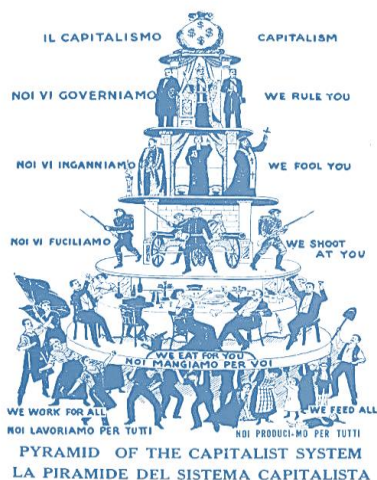 IL CAPITALISMO
CAPITALISM
NOI VI GOVERNIAMO
WE RULE YOU
NOI VI INGANNIAMO
WE FOOL YOU
NOI VI FUCILIAMO
WE SHOOT
AT YOU
WE EAT FOR YOU
NOI MANGIAMO PER VOI
WE WORK FOR ALL
WE FEED ALL
NOI LAVORIAMO PER TUTTI
NOI PRODUCI-MO PER TUTTI
PYRAMID OF THE CAPITALIST SYSTEM
LA PIRAMIDE DEL SISTEMA CAPITALISTA